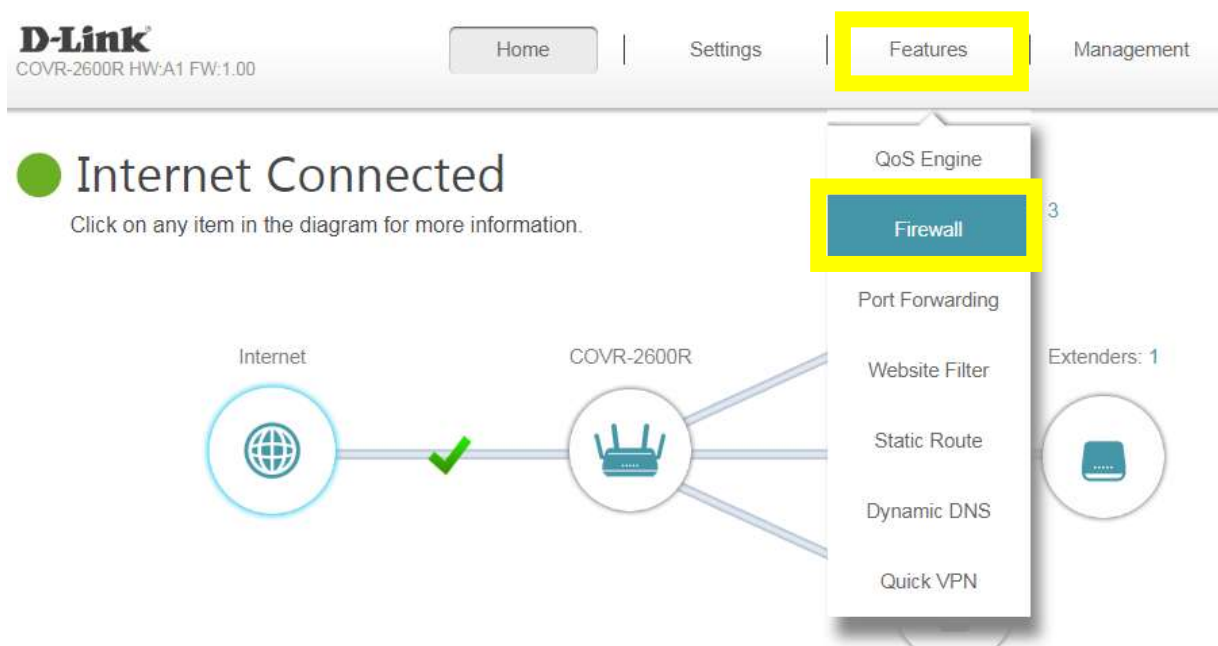 D-Link
COVR-2600R HW:A1 FW:1.00
Home
Settings
Features
Management
Internet Connected
Click on any item in the diagram for more information.
QoS Engine
Firewall
Port Forwarding
Website Filter
Static Route
Dynamic DNS
Quick VPN
3
Internet
COVR-2600R
Extenders: 1